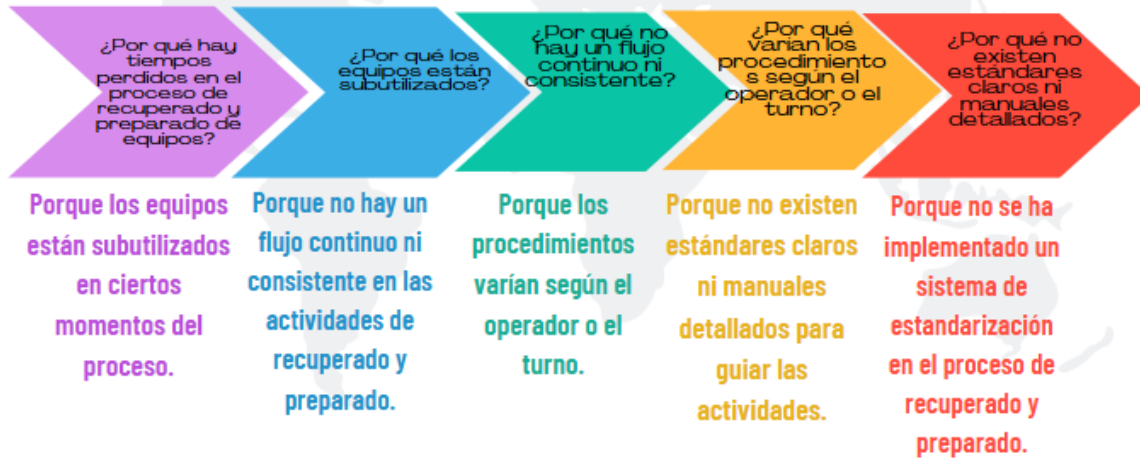 ¿Por qué hay
tiempos
perdidos en el
proceso de
recuperado y
preparado de
equipos?
Porque los equipos
están subutilizados
en ciertos
momentos del
proceso.
¿Por qué los
equipos están
subutilizados?
Porque no hay un
flujo continuo ni
consistente en las
actividades de
recuperado y
preparado.
¿Por qué no
hay un flujo
continuo ni
consistente?
Porque los
procedimientos
varían según el
operador o el
turno.
¿Por qué
varían los
procedimiento
s según el
operador o el
turno?
Porque no existen
estándares claros
ni manuales
detallados para
guiar las
actividades.
¿Por qué no
existen
estándares
claros ni
manuales
detallados?
Porque no se ha
implementado un
sistema de
estandarización
en el proceso de
recuperado y
preparado.